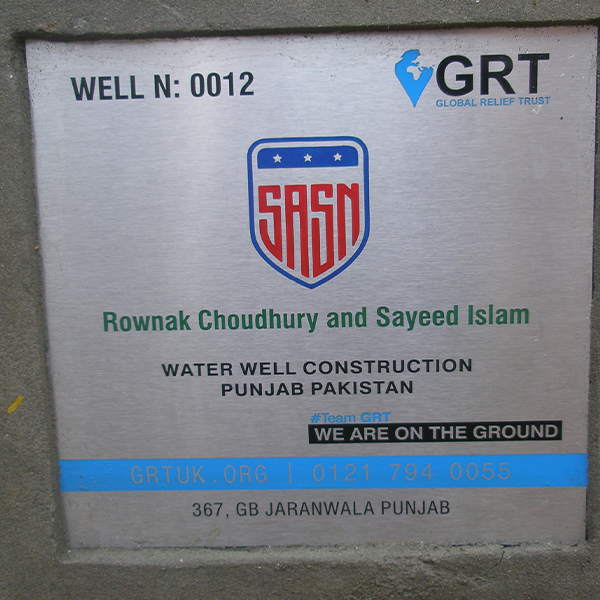 WELL N: 0012
GRT
GLOBAL RELIEF TRUST
SASN
Rownak Choudhury and Sayeed Islam
WATER WELL CONSTRUCTION
PUNJAB PAKISTAN
#Team GRT
WE ARE ON THE GROUND
GRTUK.ORG | 0121 794 0055
367, GB JARANWALA PUNJAB